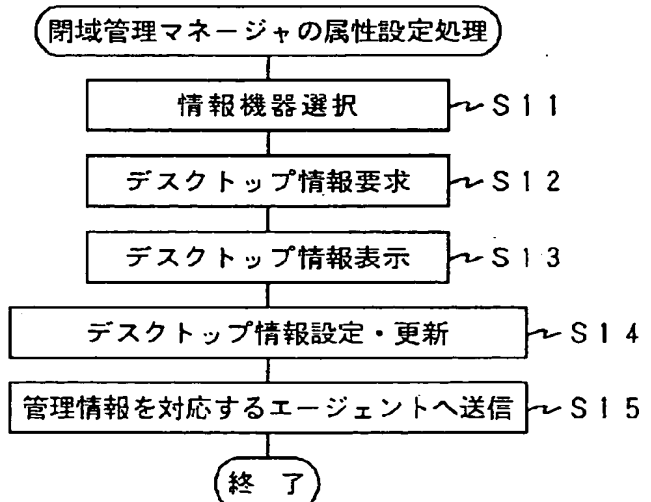 閉域管理マネージャの属性設定処理
情報機器選択 S11
デスクトップ情報要求 S12
デスクトップ情報表示 S13
デスクトップ情報設定・更新 S14
管理情報を対応するエージェントへ送信 S15
終 了